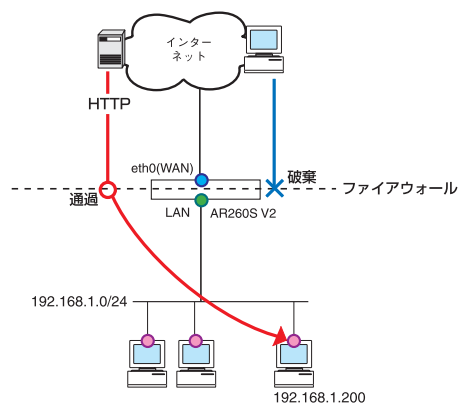 インター
ネット
HTTP
eth0(WAN)
破棄
ファイアウォール
通過
LAN
AR260S V2
192.168.1.0/24
192.168.1.200